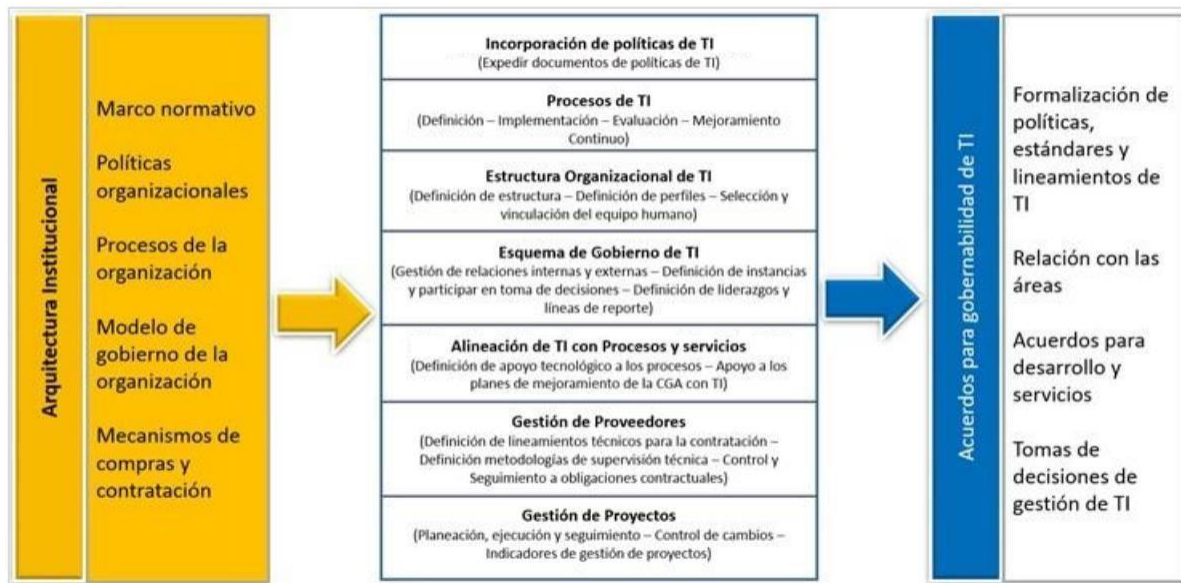 Arquitectura Institucional
Marco normativo
Políticas
organizacionales
Procesos de la
organización
Modelo de
gobierno de la
organización
Mecanismos de
compras y
contratación
Incorporación de políticas de TI
(Expedir documentos de políticas de TI)
Procesos de TI
(Definición – Implementación – Evaluación – Mejoramiento
Continuo)
Estructura Organizacional de TI
(Definición de estructura – Definición de perfiles – Selección y
vinculación del equipo humano)
Esquema de Gobierno de TI
(Gestión de relaciones internas y externas – Definición de instancias
y participar en toma de decisiones – Definición de liderazgos y
líneas de reporte)
Alineación de TI con Procesos y servicios
(Definición de apoyo tecnológico a los procesos – Apoyo a los
planes de mejoramiento de la CGA con TI)
Gestión de Proveedores
(Definición de lineamientos técnicos para la contratación –
Definición metodologías de supervisión técnica – Control y
Seguimiento a obligaciones contractuales)
Gestión de Proyectos
(Planeación, ejecución y seguimiento – Control de cambios –
Indicadores de gestión de proyectos)
Acuerdos para gobernabilidad de TI
Formalización de
políticas,
estándares y
lineamientos de
TI
Relación con las
áreas
Acuerdos para
desarrollo y
servicios
Tomas de
decisiones de
gestión de TI